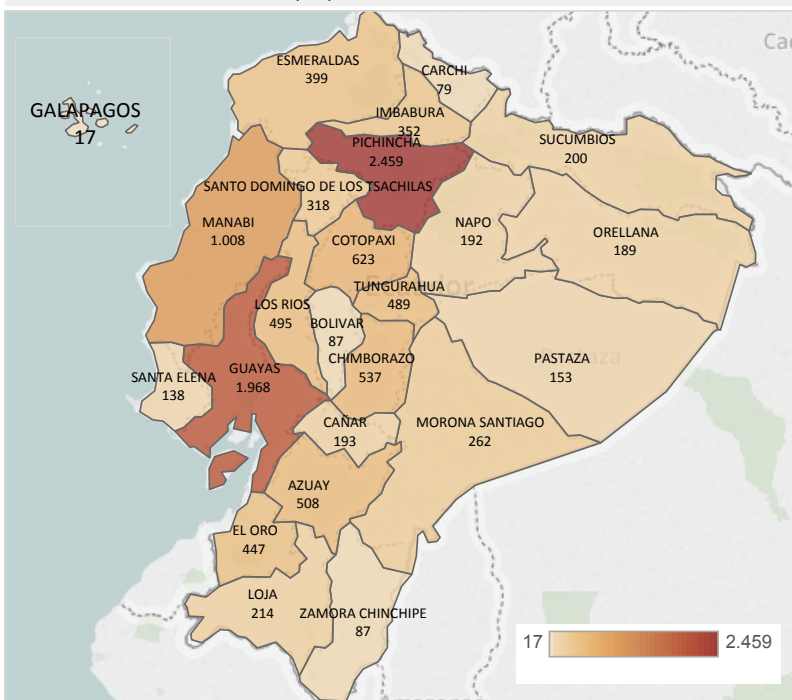 Ca
ESMERALDAS
399
CARCHI
79
GALAPAGOS
17
IMBABURA
352
PICHINCHA
2.459
SUCUMBIOS
200
SANTO DOMINGO DE LOS TSACHILAS
318
MANABI
1.008
NAPO
192
ORELLANA
189
COTOPAXI
623
Ecuador
TUNGURAHUA
489
LOS RIOS
495
BOLIVAR
87
CHIMBORAZO
537
PASTAZA
153
SANTA ELENA
138
GUAYAS
1.968
CAÑAR
193
MORONA SANTIAGO
262
AZUAY
508
EL ORO
447
LOJA
214
ZAMORA CHINCHIPE
87
17
2.459